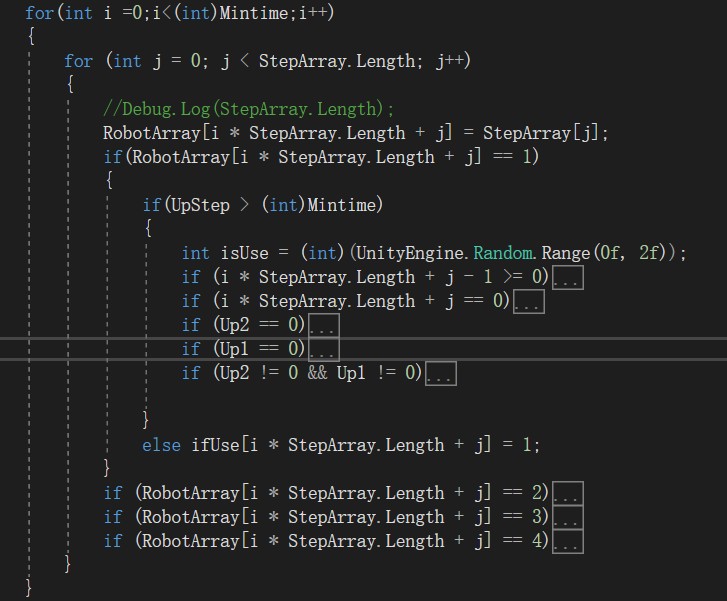 for(int i =0;i<(int)Mintime;i++)
{
for (int j = 0; j < StepArray.Length; j++)
{
//Debug.Log(StepArray.Length);
RobotArray[i * StepArray.Length + j] = StepArray[j];
if(RobotArray[i * StepArray.Length + j] == 1)
{
if(UpStep > (int)Mintime)
{
int isUse = (int)(UnityEngine.Random.Range(0f, 2f));
if (i * StepArray.Length + j - 1 >= 0)...
if (i * StepArray.Length + j == 0)...
if (Up2 == 0)...
if (Up1 == 0)...
if (Up2 != 0 && Up1 != 0)...
}
else ifUse[i * StepArray.Length + j] = 1;
}
if (RobotArray[i * StepArray.Length + j] == 2)...
if (RobotArray[i * StepArray.Length + j] == 3)...
if (RobotArray[i * StepArray.Length + j] == 4)...
}
}